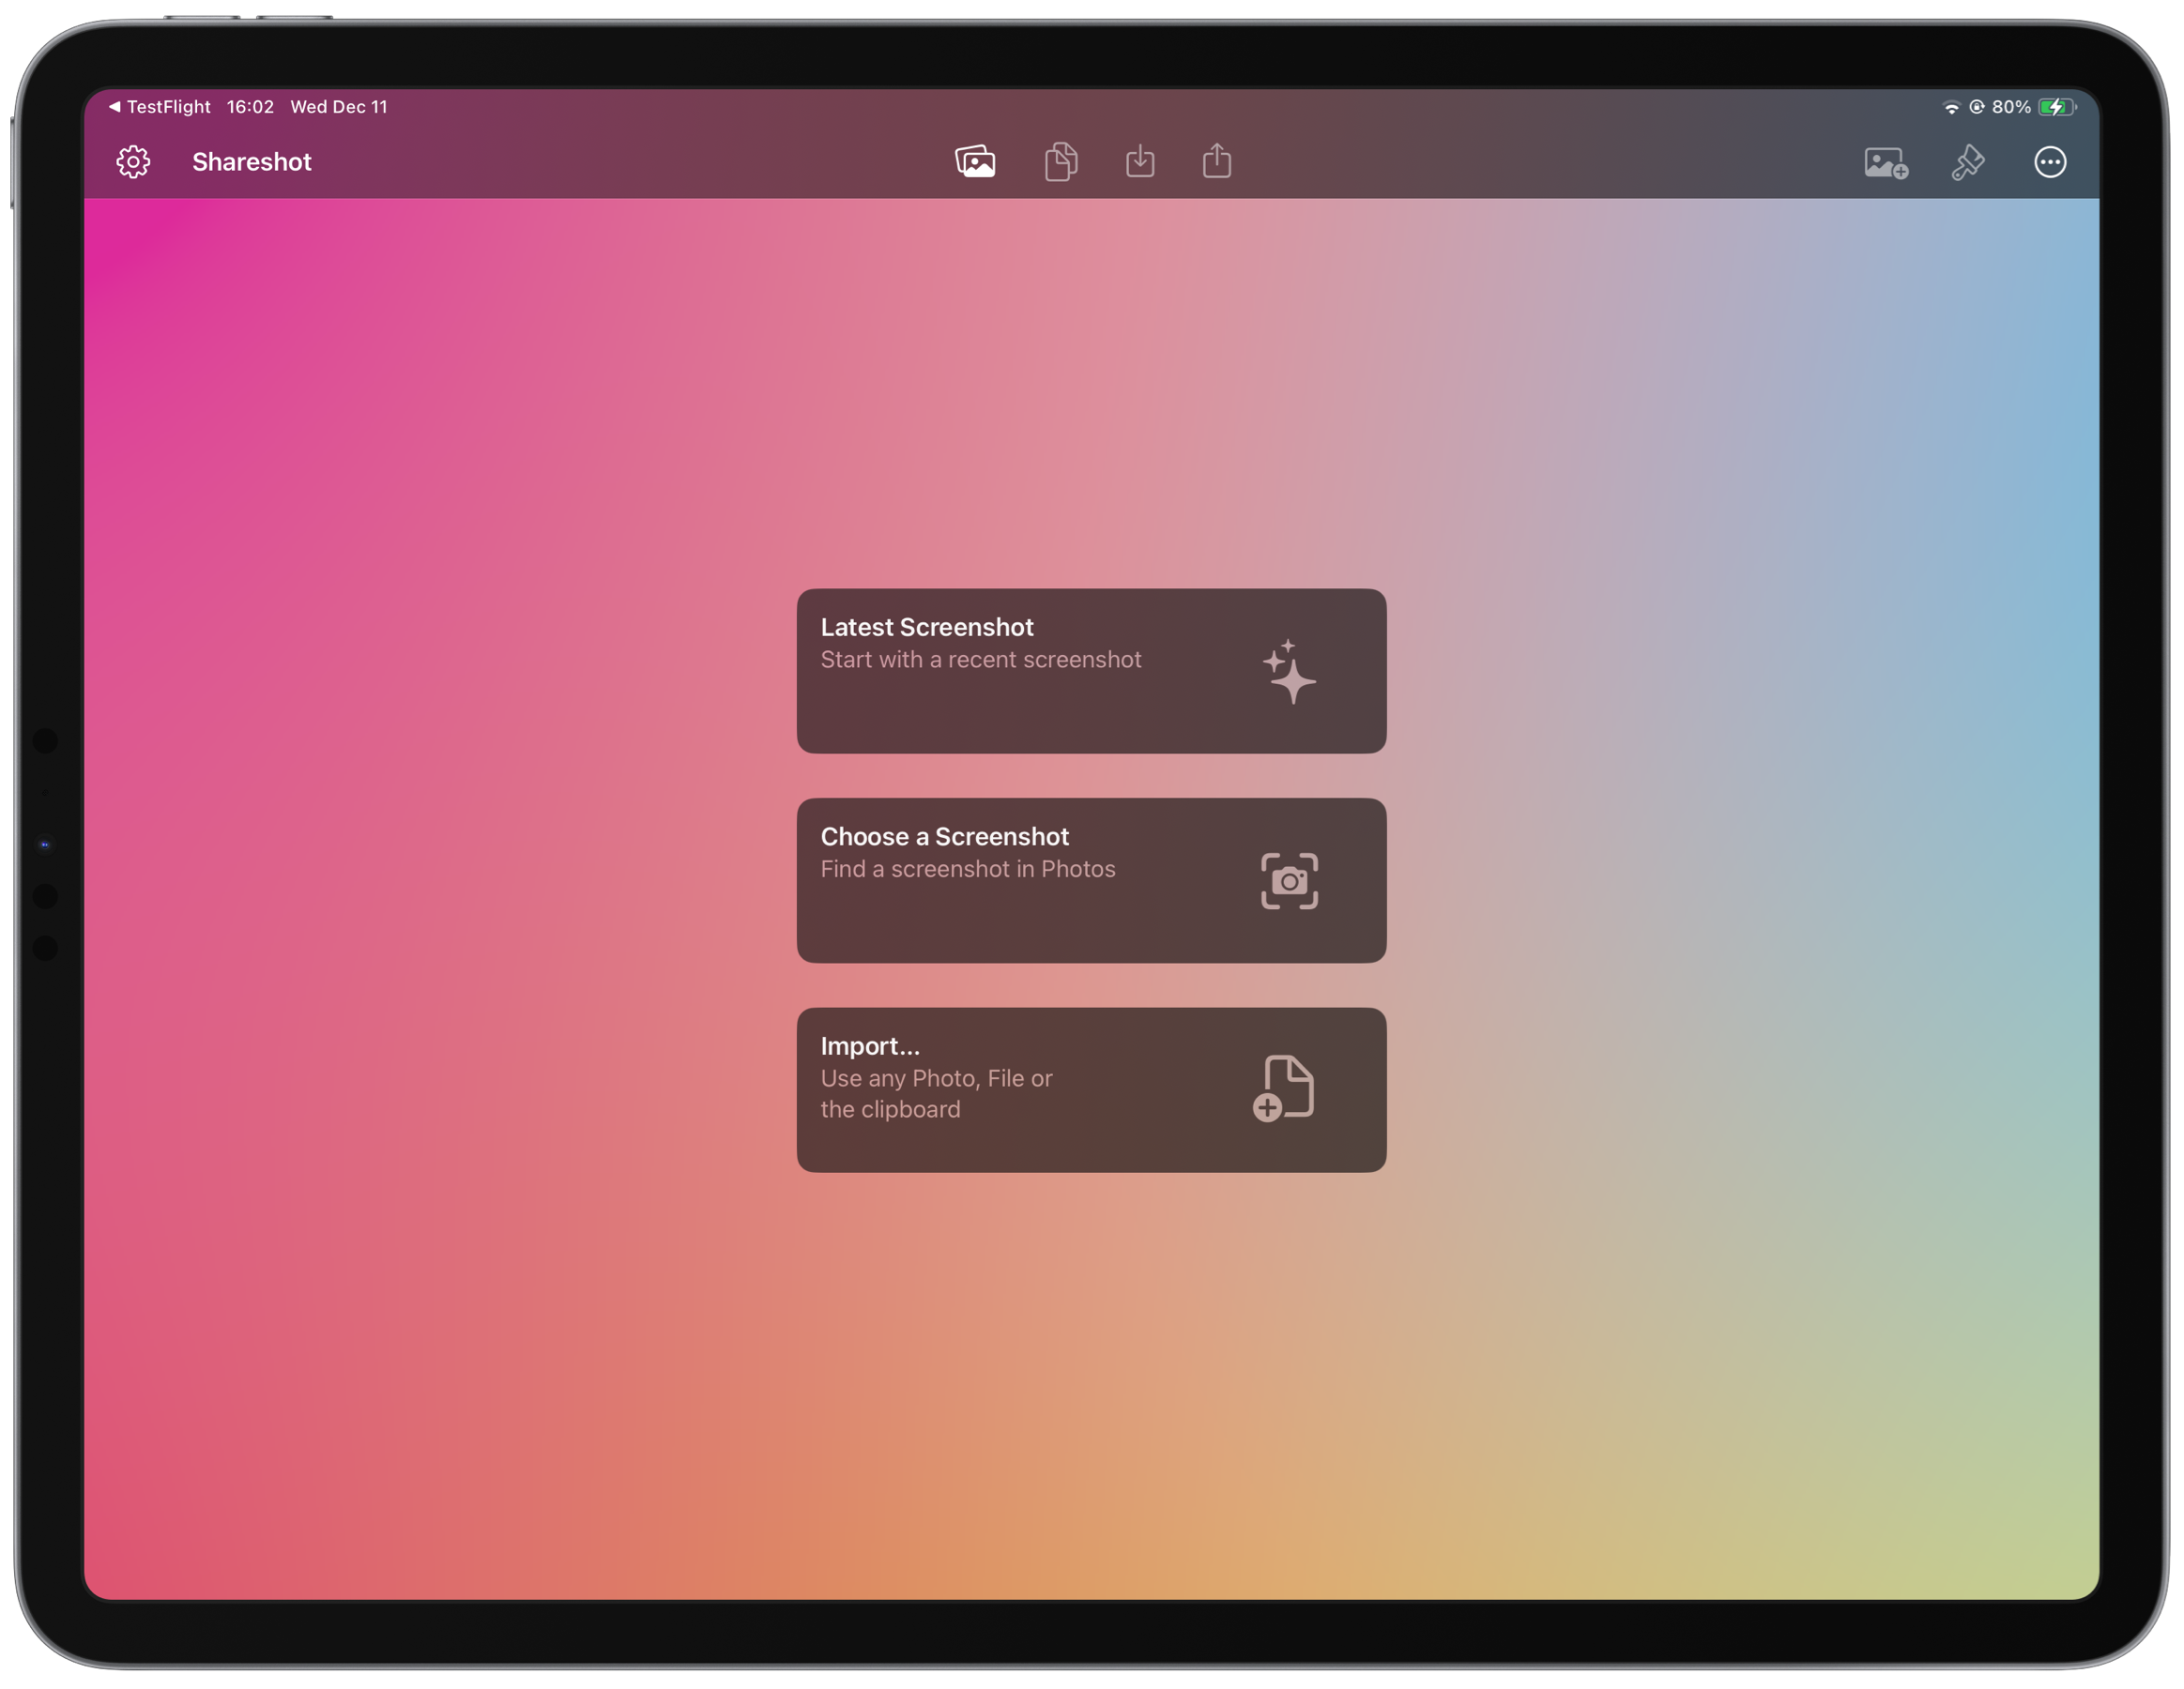 TestFlight 16:02 Wed Dec 11 80%
Shareshot
Latest Screenshot
Start with a recent screenshot
Choose a Screenshot
Find a screenshot in Photos
Import...
Use any Photo, File or
the clipboard